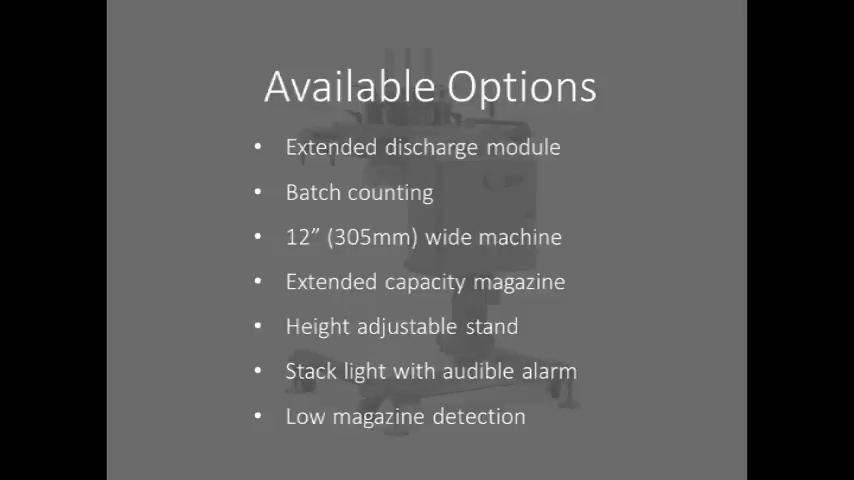 Available Options
• Extended discharge module
• Batch counting
• 12” (305mm) wide machine
• Extended capacity magazine
• Height adjustable stand
• Stack light with audible alarm
• Low magazine detection